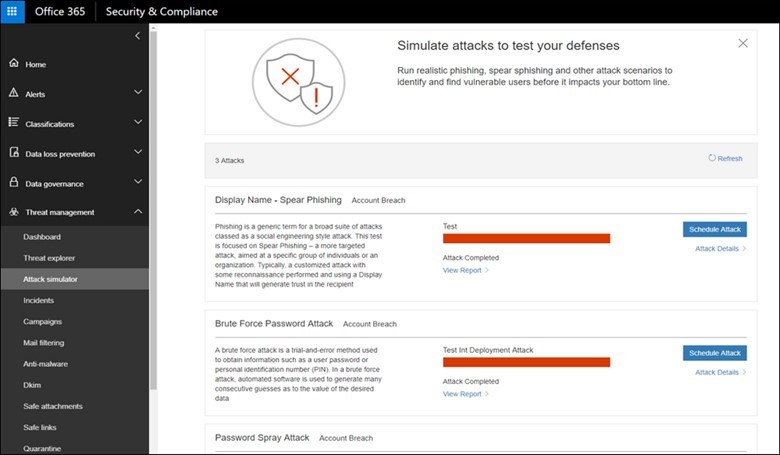 Office 365 Security & Compliance
Home
Alerts
Classifications
Data loss prevention
Data governance
Threat management
Dashboard
Threat explorer
Attack simulator
Incidents
Campaigns
Mail filtering
Anti-malware
Dkim
Safe attachments
Safe links
Quarantine
Simulate attacks to test your defenses
Run realistic phishing, spear sphishing and other attack scenarios to
identify and find vulnerable users before it impacts your bottom line.
3 Attacks
Refresh
Display Name - Spear Phishing Account Breach
Phishing is a generic term for a broad suite of attacks
classed as a social engineering style attack. This test
is focused on Spear Phishing – a more targeted
attack, aimed at a specific group of individuals or an
organization. Typically, a customized attack with
some reconnaissance performed and using a Display
Name that will generate trust in the recipient
Test
Attack Completed
View Report
Schedule Attack
Attack Details
Brute Force Password Attack Account Breach
A brute force attack is a trial-and-error method used
to obtain information such as a user password or
personal identification number (PIN). In a brute force
attack, automated software is used to generate many
consecutive guesses as to the value of the desired
data
Test Int Deployment Attack
Attack Completed
View Report
Schedule Attack
Attack Details
Password Spray Attack Account Breach